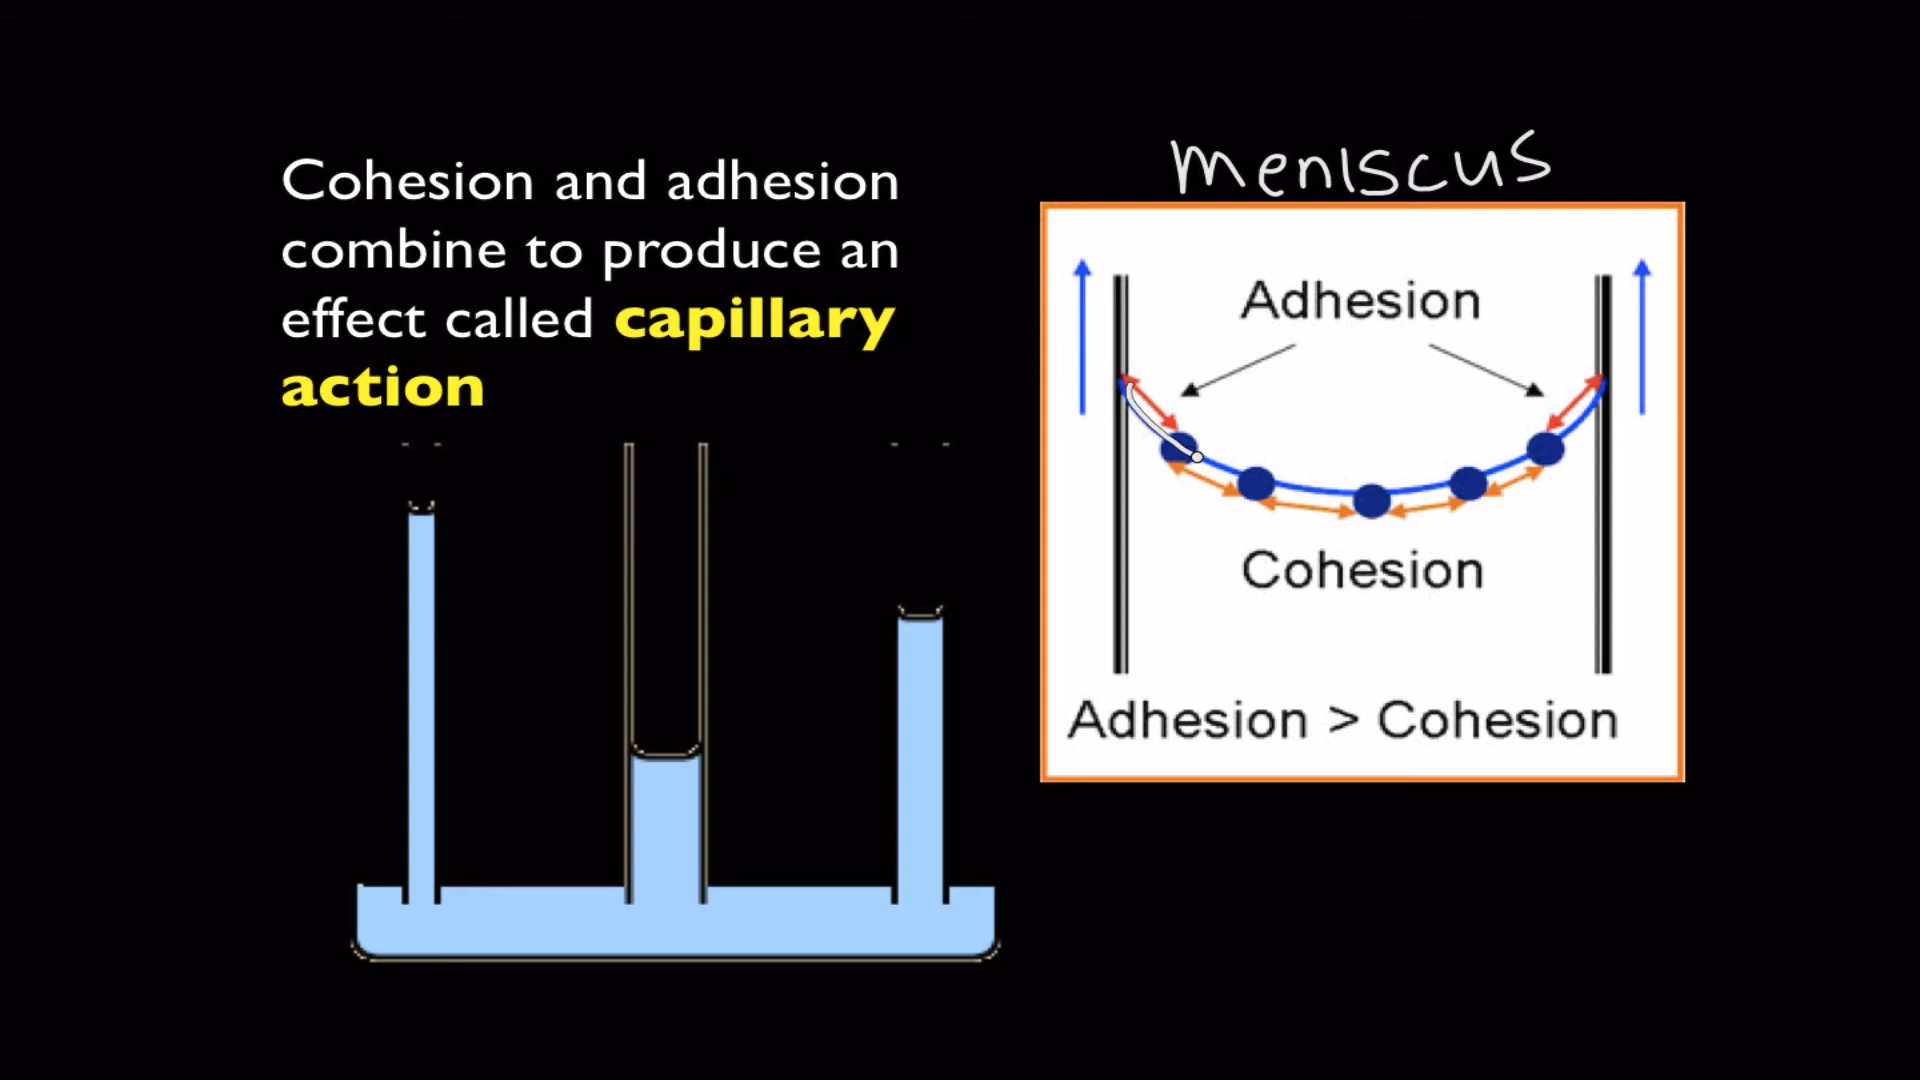 Cohesion and adhesion
combine to produce an
effect called capillary
action
meniscus
Adhesion
Cohesion
Adhesion > Cohesion